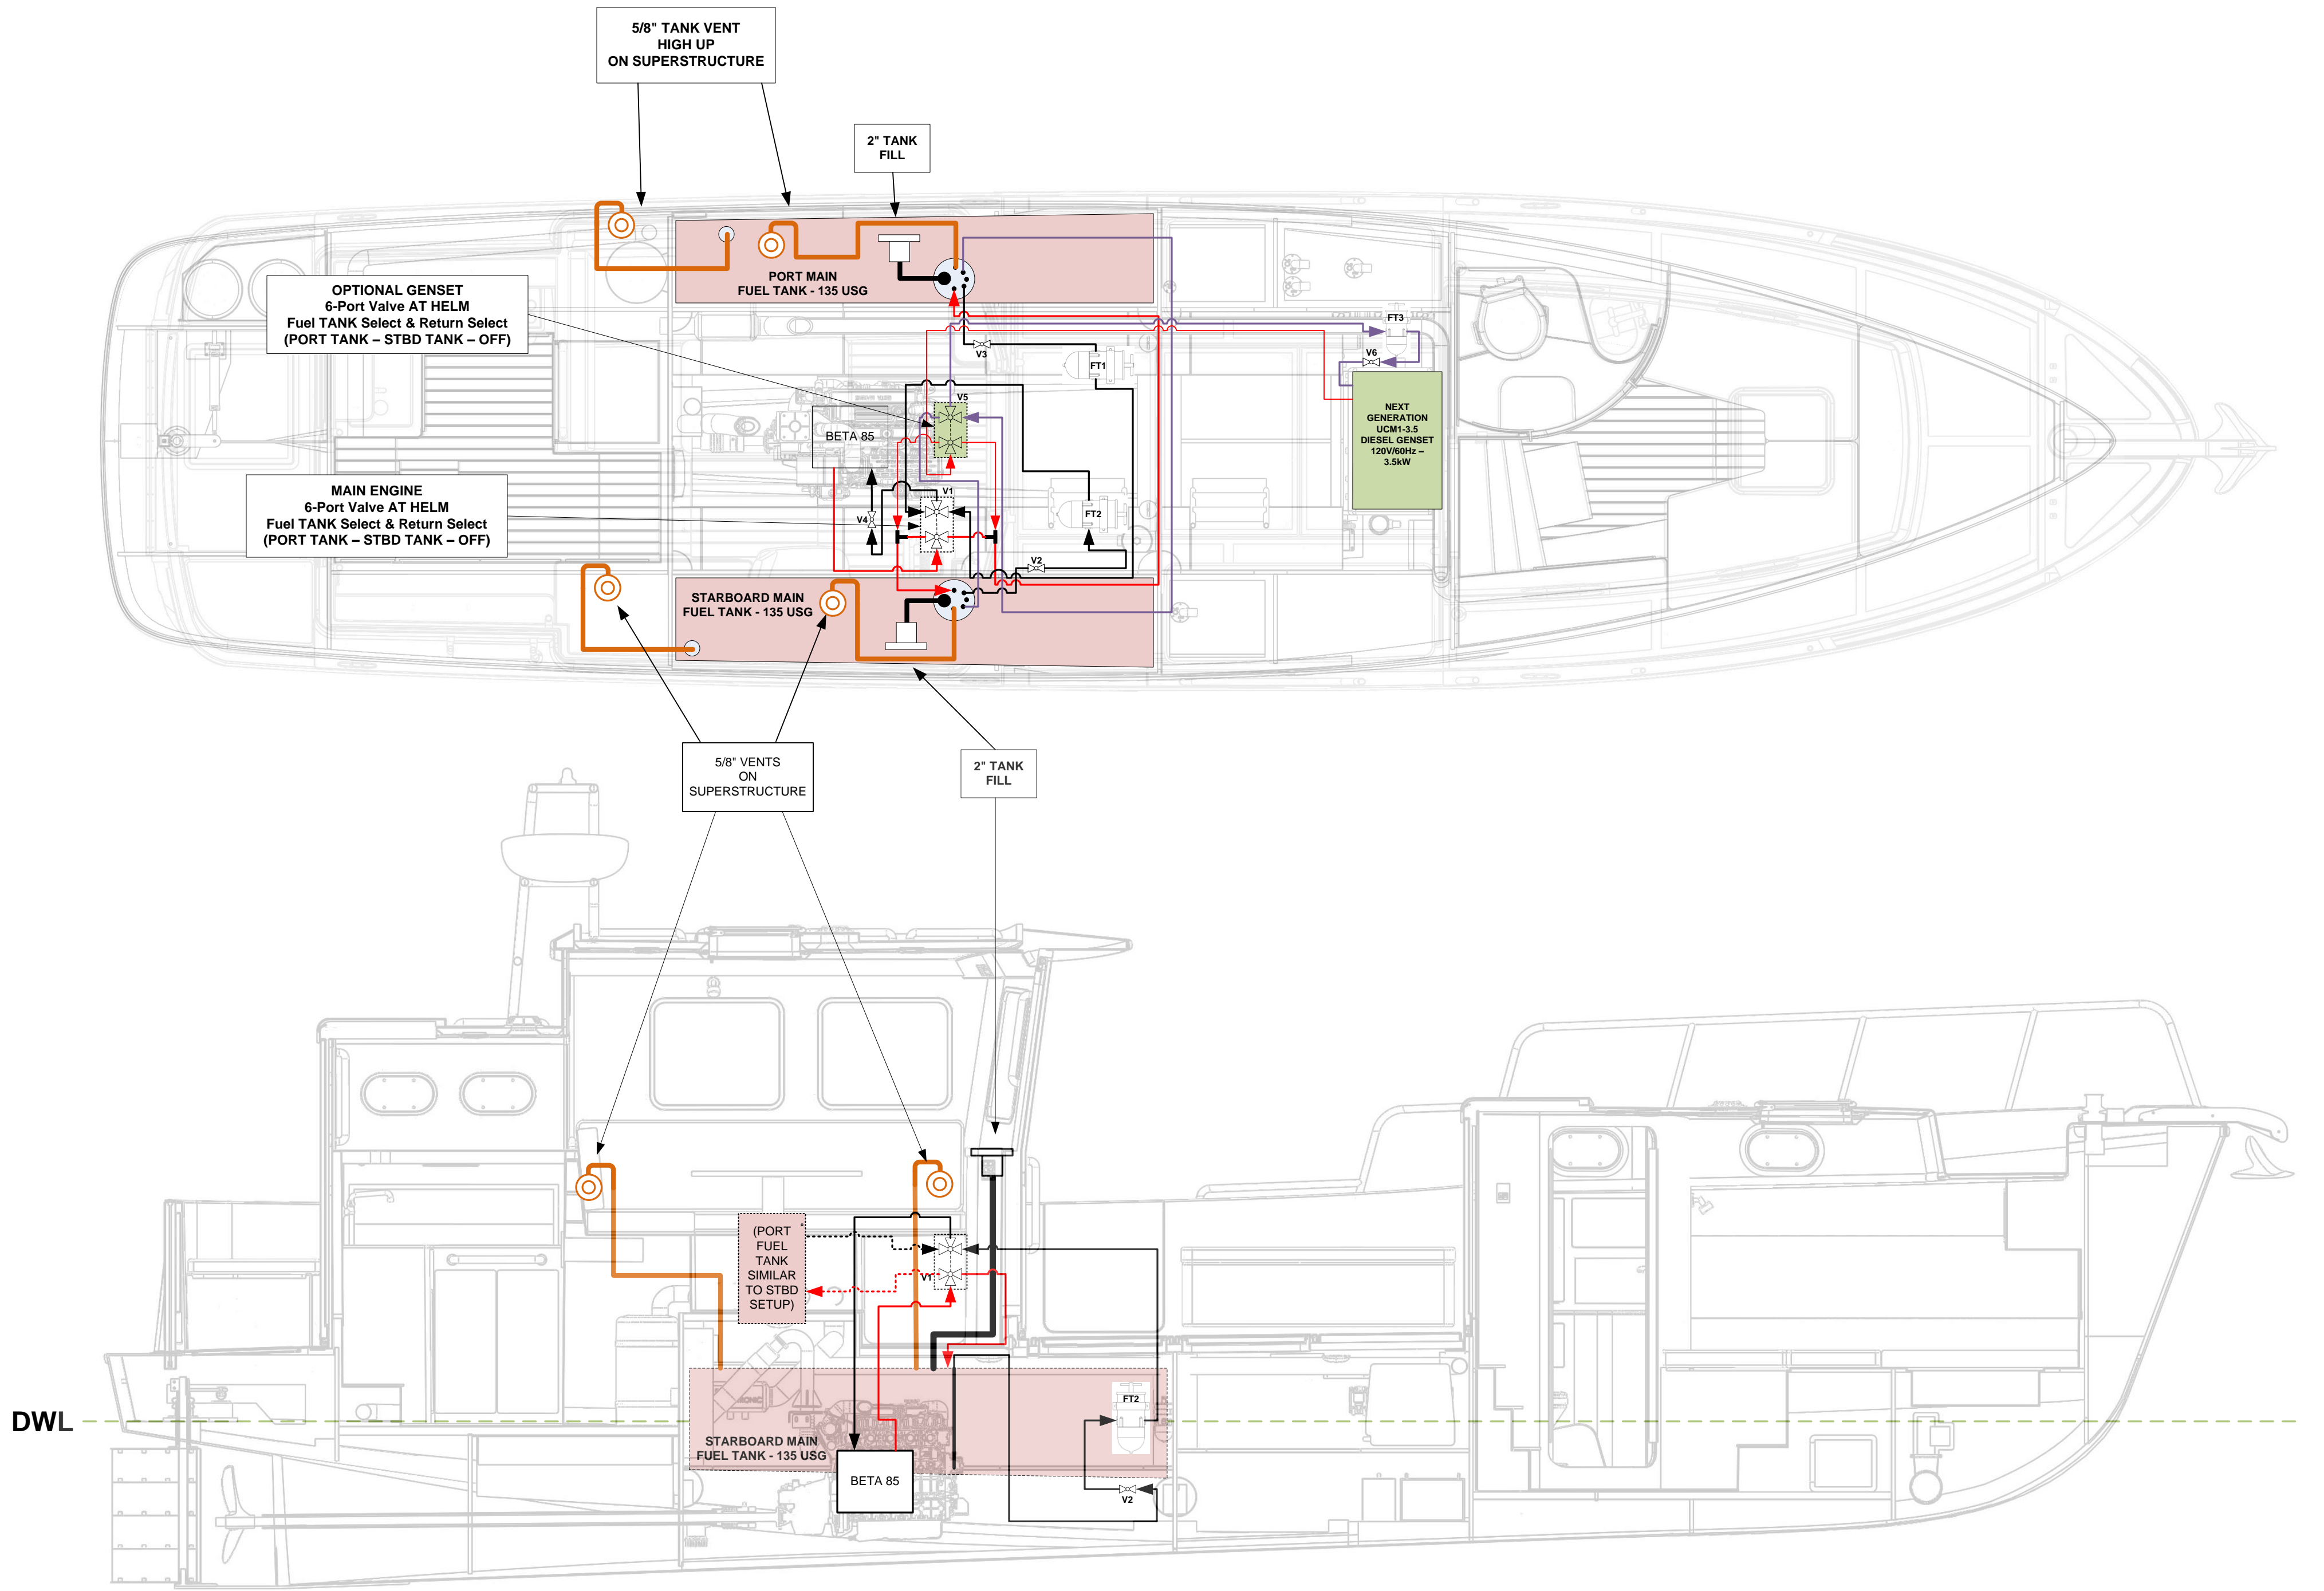 5/8" TANK VENT
HIGH UP
ON SUPERSTRUCTURE
2" TANK
FILL
PORT MAIN
FUEL TANK - 135 USG
OPTIONAL GENSET
6-Port Valve AT HELM
Fuel TANK Select & Return Select
(PORT TANK – STBD TANK – OFF)
FT3
V3
V6
FT1
V5
NEXT
GENERATION
UCM1-3.5
DIESEL GENSET
120V/60Hz –
3.5kW
BETA 85
MAIN ENGINE
6-Port Valve AT HELM
Fuel TANK Select & Return Select
(PORT TANK – STBD TANK – OFF)
V1
V4
FT2
V2
STARBOARD MAIN
FUEL TANK - 135 USG
5/8" VENTS
ON
SUPERSTRUCTURE
2" TANK
FILL
(PORT
FUEL
TANK
SIMILAR
TO STBD
SETUP)
V1
FT2
DWL
STARBOARD MAIN
FUEL TANK - 135 USG
BETA 85
V2